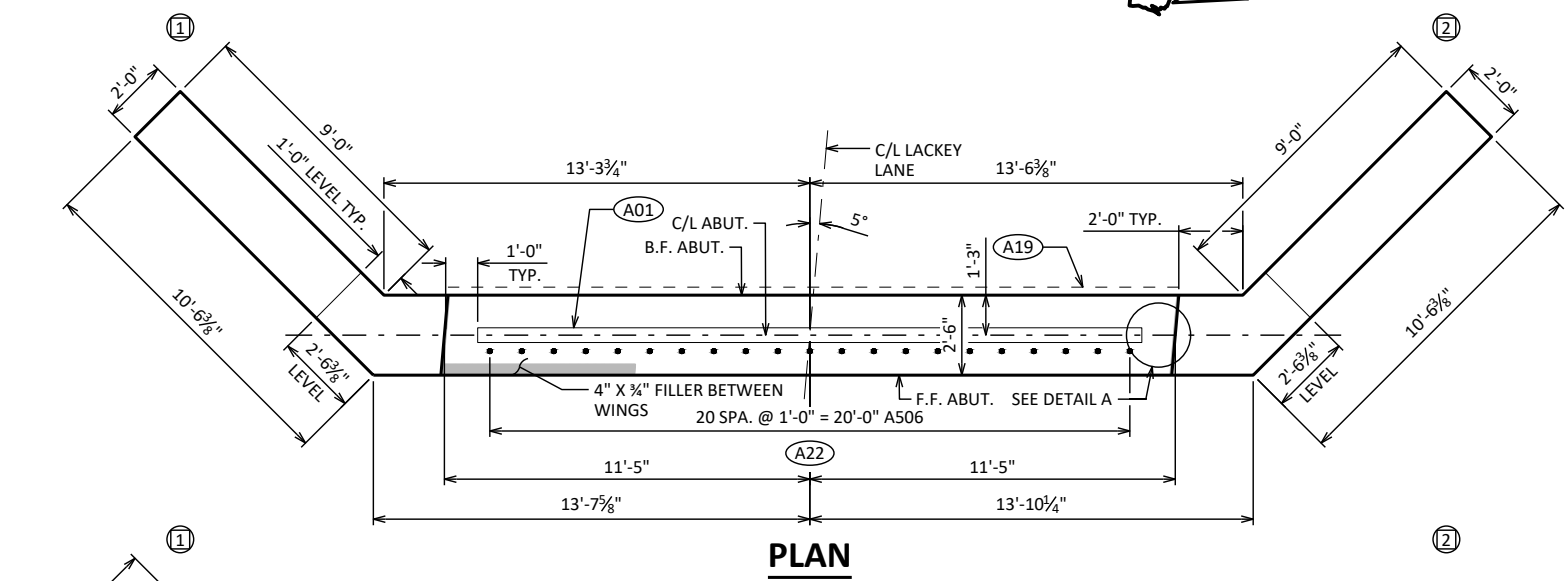 1
2
2'-0"
2'-0"
9'-0"
9'-0"
1'-0" LEVEL TYP.
C/L LACKEY
LANE
13'-3¾"
13'-6⅜"
A01
C/L ABUT.
B.F. ABUT.
5°
2'-0" TYP.
A19
1'-0"
TYP.
1'-3"
2'-6"
10'-6⅜"
10'-6⅜"
2'-6⅜"
LEVEL
2'-6⅜"
LEVEL
4" X ¾" FILLER BETWEEN
WINGS
F.F. ABUT.
SEE DETAIL A
20 SPA. @ 1'-0" = 20'-0" A506
A22
11'-5"
11'-5"
13'-7⅝"
13'-10¼"
1
2
PLAN